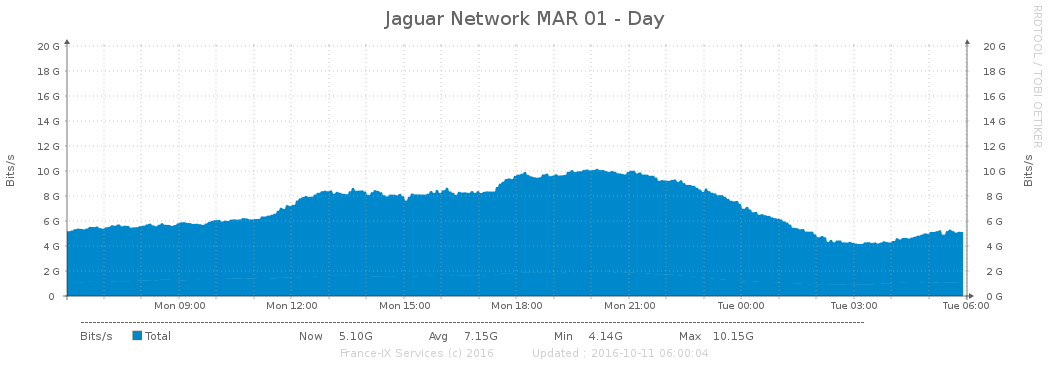 Jaguar Network MAR 01 - Day
RRDTOOL / TOBI OETIKER
Bits/s
Bits/s
20 G 20 G
18 G 18 G
16 G 16 G
14 G 14 G
12 G 12 G
10 G 10 G
8 G 8 G
6 G 6 G
4 G 4 G
2 G 2 G
0 0 G
Mon 09:00 Mon 12:00 Mon 15:00 Mon 18:00 Mon 21:00 Tue 00:00 Tue 03:00 Tue 06:00
Bits/s Total Now 5.10G Avg 7.15G Min 4.14G Max 10.15G
France-IX Services (c) 2016 Updated : 2016-10-11 06:00:04